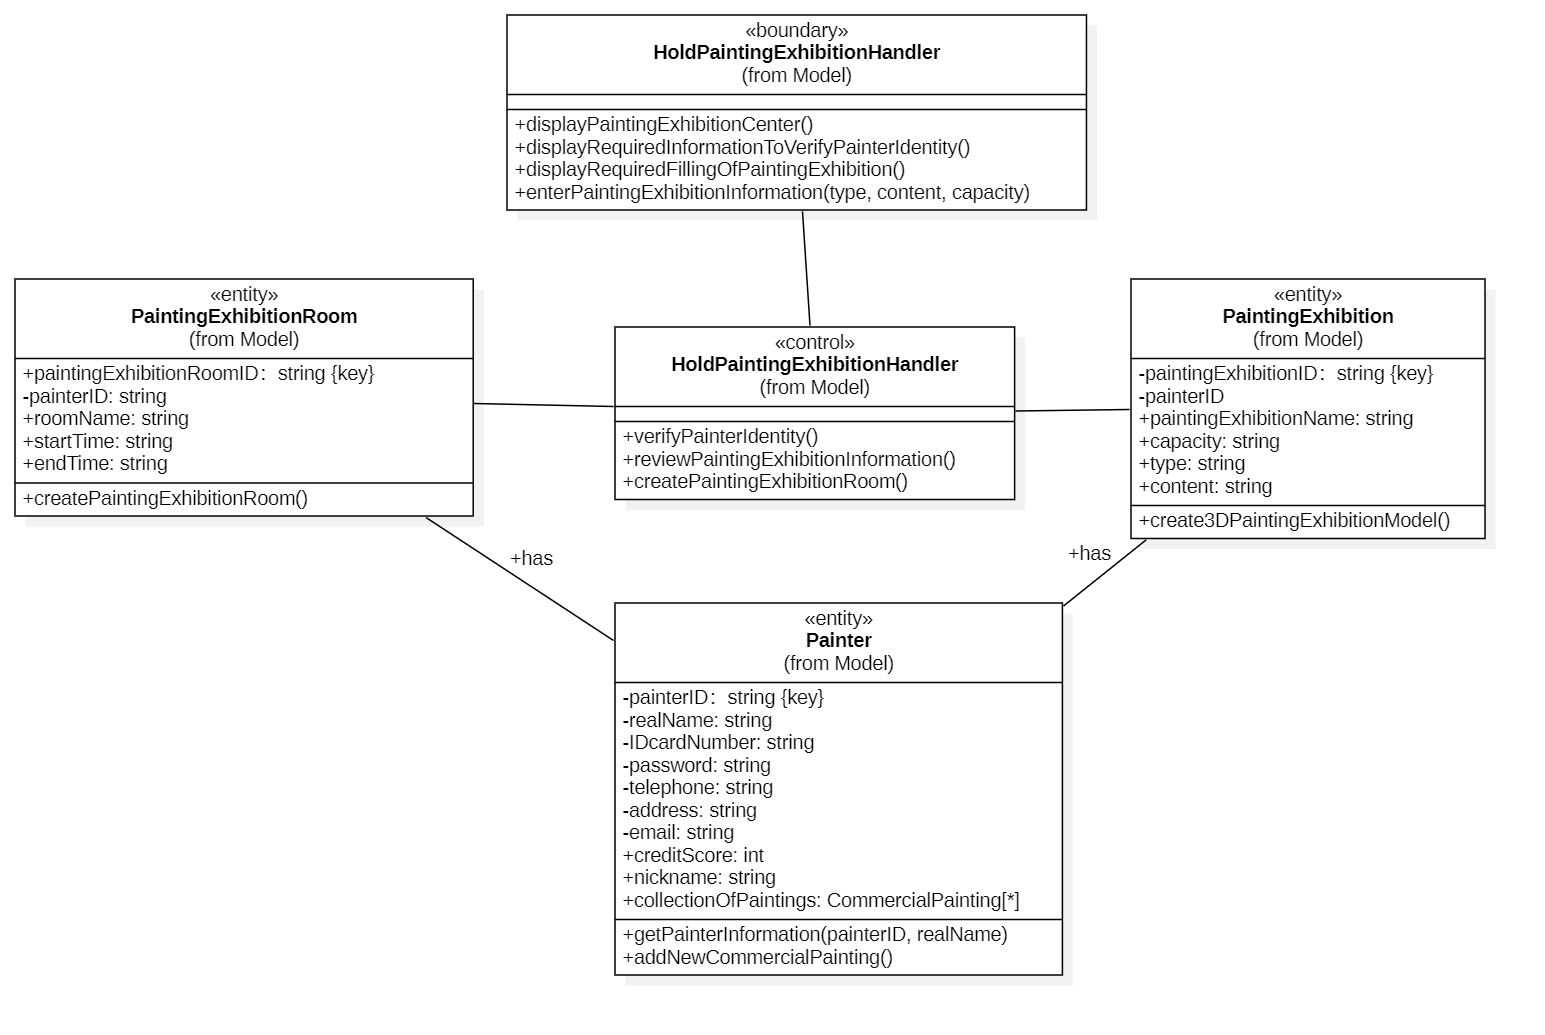 «boundary»
HoldPaintingExhibitionHandler
(from Model)
+displayPaintingExhibitionCenter()
+displayRequiredInformationToVerifyPainterIdentity()
+displayRequiredFillingOfPaintingExhibition()
+enterPaintingExhibitionInformation(type, content, capacity)
«entity»
PaintingExhibitionRoom
(from Model)
+paintingExhibitionRoomID：string {key}
-painterID: string
+roomName: string
+startTime: string
+endTime: string
+createPaintingExhibitionRoom()
«control»
HoldPaintingExhibitionHandler
(from Model)
+verifyPainterIdentity()
+reviewPaintingExhibitionInformation()
+createPaintingExhibitionRoom()
«entity»
PaintingExhibition
(from Model)
-paintingExhibitionID：string {key}
-painterID
+paintingExhibitionName: string
+capacity: string
+type: string
+content: string
+create3DPaintingExhibitionModel()
+has
+has
«entity»
Painter
(from Model)
-painterID：string {key}
-realName: string
-IDcardNumber: string
-password: string
-telephone: string
-address: string
-email: string
+creditScore: int
+nickname: string
+collectionOfPaintings: CommercialPainting[*]
+getPainterInformation(painterID, realName)
+addNewCommercialPainting()